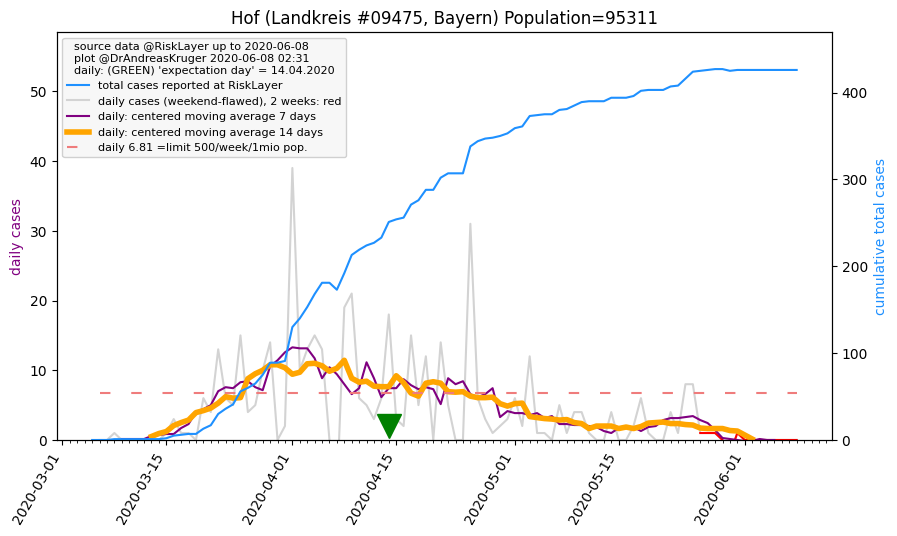 Hof (Landkreis #09475, Bayern) Population=95311
source data @RiskLayer up to 2020-06-08
plot @DrAndreasKruger 2020-06-08 02:31
daily: (GREEN) 'expectation day' = 14.04.2020
total cases reported at RiskLayer
daily cases (weekend-flawed), 2 weeks: red
daily: centered moving average 7 days
daily: centered moving average 14 days
daily 6.81 =limit 500/week/1mio pop.
daily cases
50
40
30
20
10
0
cumulative total cases
400
300
200
100
0
2020-03-01
2020-03-15
2020-04-01
2020-04-15
2020-05-01
2020-05-15
2020-06-01